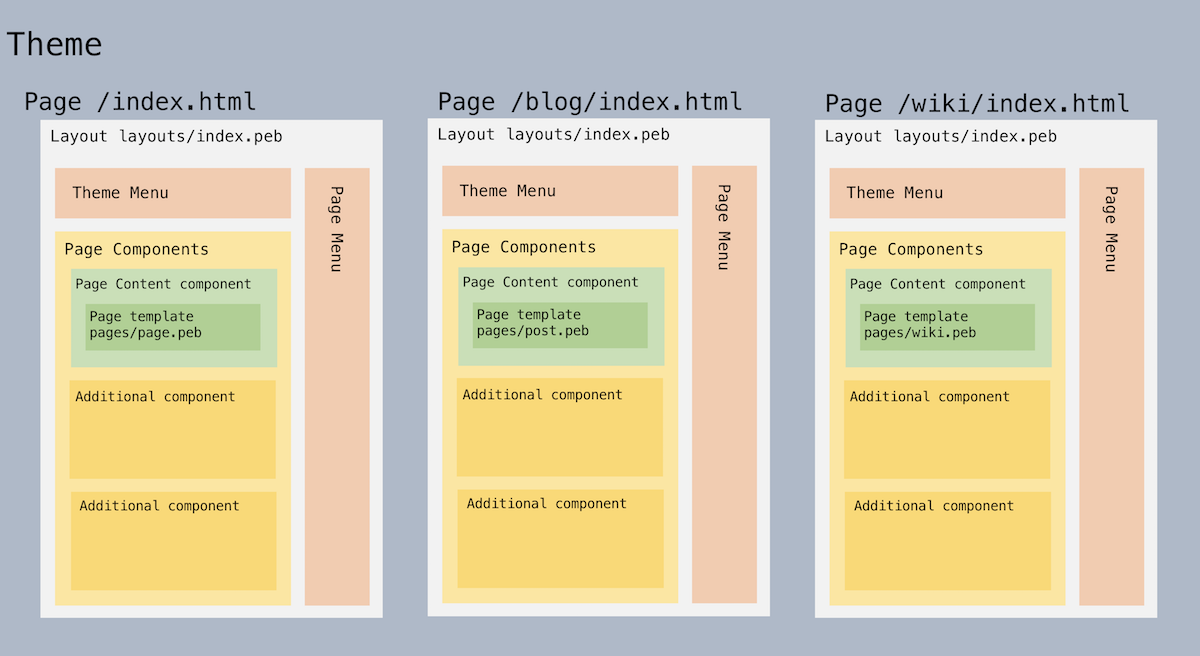 Theme
Page /index.html
Layout layouts/index.peb
Theme Menu
Page Menu
Page Components
Page Content component
Page template
pages/page.peb
Additional component
Additional component
Page /blog/index.html
Layout layouts/index.peb
Theme Menu
Page Menu
Page Components
Page Content component
Page template
pages/post.peb
Additional component
Additional component
Page /wiki/index.html
Layout layouts/index.peb
Theme Menu
Page Menu
Page Components
Page Content component
Page template
pages/wiki.peb
Additional component
Additional component